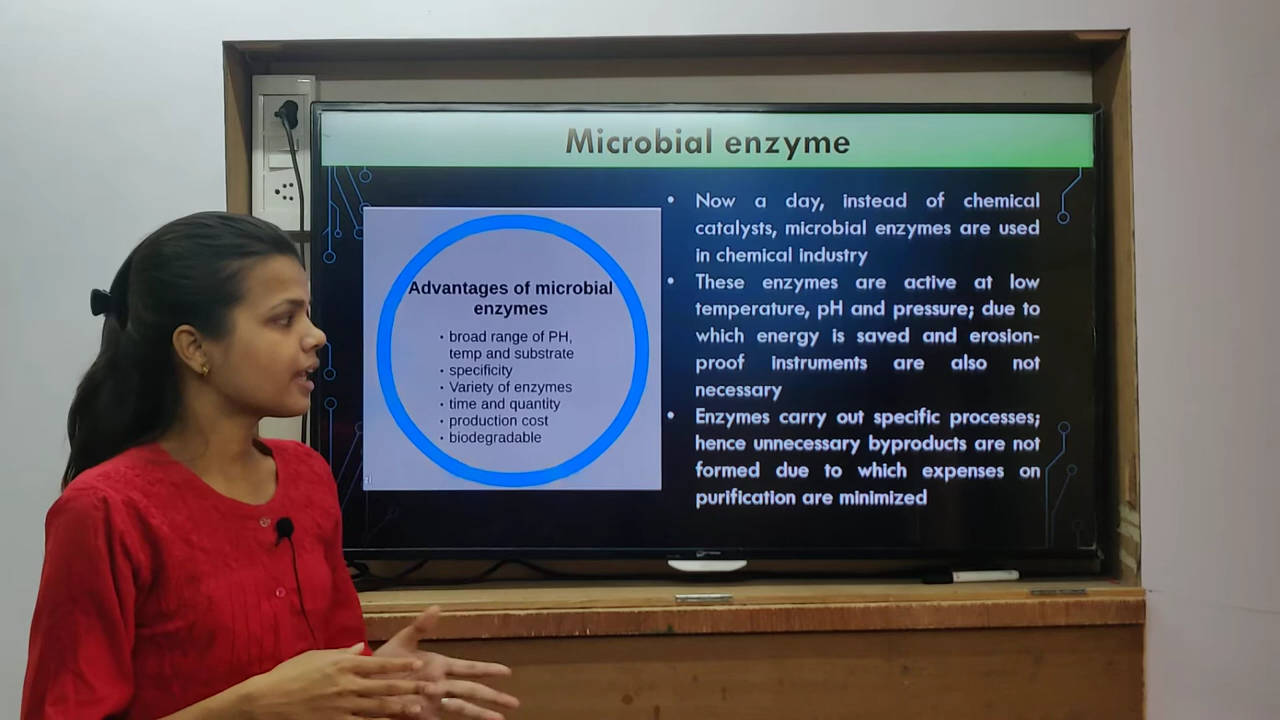 Microbial enzyme
Advantages of microbial
enzymes
• broad range of PH,
temp and substrate
• specificity
• Variety of enzymes
• time and quantity
• production cost
• biodegradable
• Now a day, instead of chemical
catalysts, microbial enzymes are used
in chemical industry
• These enzymes are active at low
temperature, pH and pressure; due to
which energy is saved and erosion-
proof instruments are also not
necessary
• Enzymes carry out specific processes;
hence unnecessary byproducts are not
formed due to which expenses on
purification are minimized